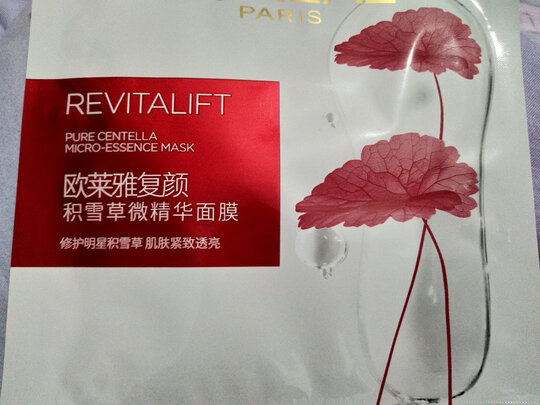 PARIS
REVITALIFT
PURE CENTELLA
MICRO-ESSENCE MASK
欧莱雅复颜
积雪草微精华面膜
修护明星积雪草 肌肤紧致透亮